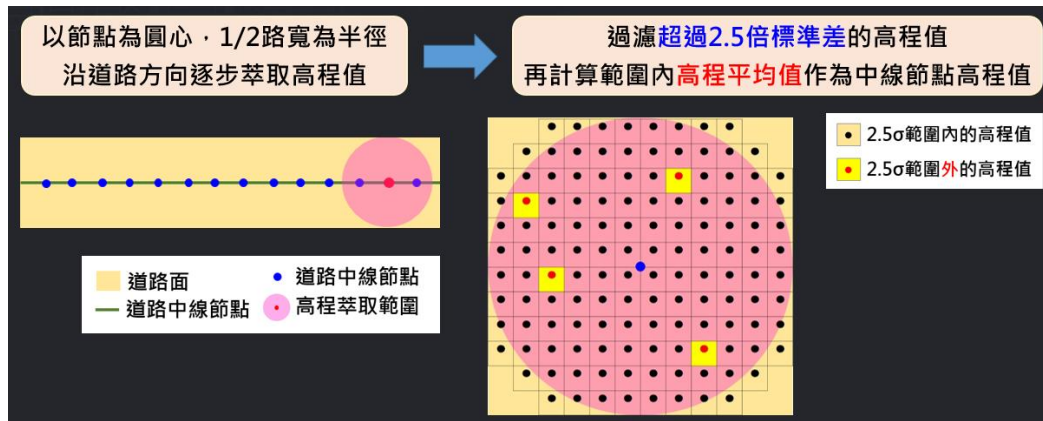 以節點為圓心，1/2路寬為半徑
沿道路方向逐步萃取高程值
過濾超過2.5倍標準差的高程值
再計算範圍內高程平均值作為中線節點高程值
2.5σ範圍內的高程值
2.5σ範圍外的高程值
道路面
道路中線節點
道路中線節點
高程萃取範圍